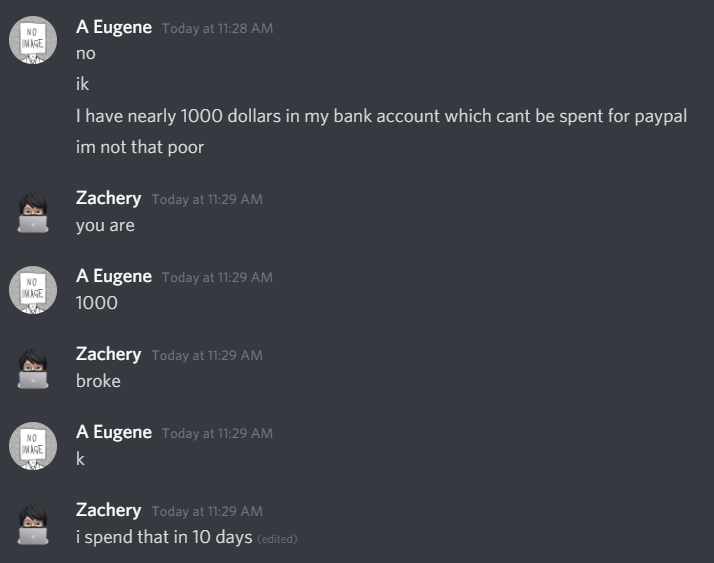 A Eugene Today at 11:28 AM
no
ik
I have nearly 1000 dollars in my bank account which cant be spent for paypal
im not that poor
Zachery Today at 11:29 AM
you are
NO
IMAGE
A Eugene Today at 11:29 AM
1000
Zachery Today at 11:29 AM
broke
NO
IMAGE
A Eugene Today at 11:29 AM
k
Zachery Today at 11:29 AM
i spend that in 10 days (edited)
NO
IMAGE